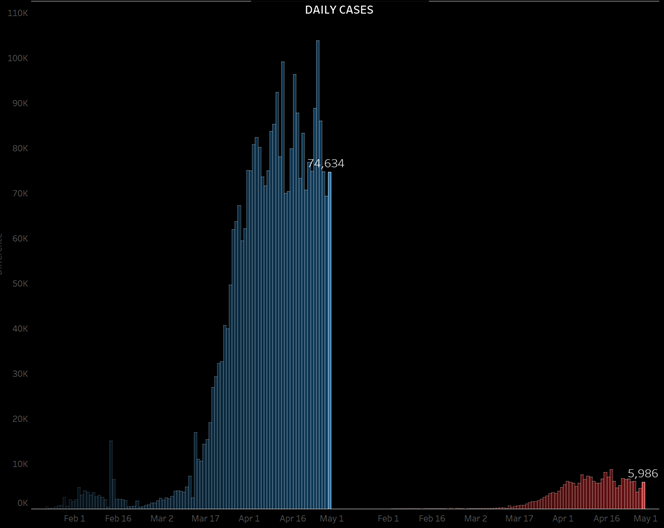 DAILY CASES
110K
100K
90K
80K
74,634
70K
60K
50K
40K
30K
20K
10K
5,986
0K
Feb 1 Feb 16 Mar 2 Mar 17 Apr 1 Apr 16 May 1 Feb 1 Feb 16 Mar 2 Mar 17 Apr 1 Apr 16 May 1